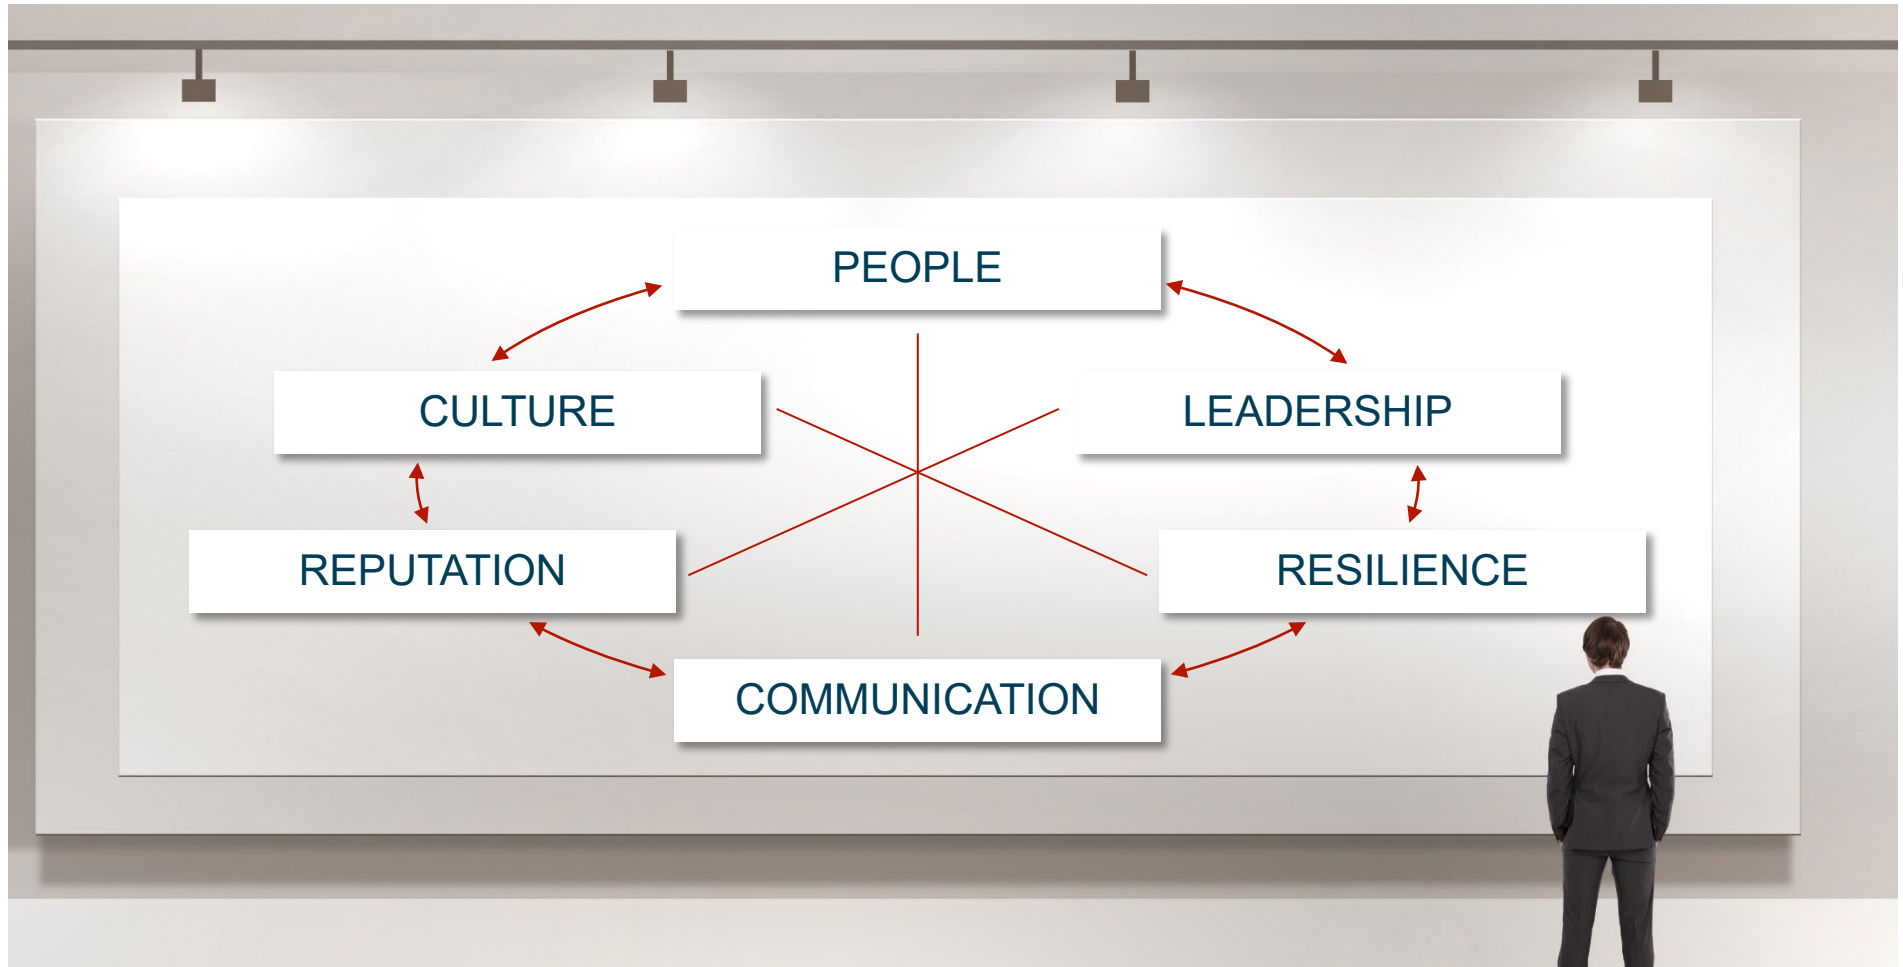 PEOPLE
CULTURE
LEADERSHIP
REPUTATION
RESILIENCE
COMMUNICATION